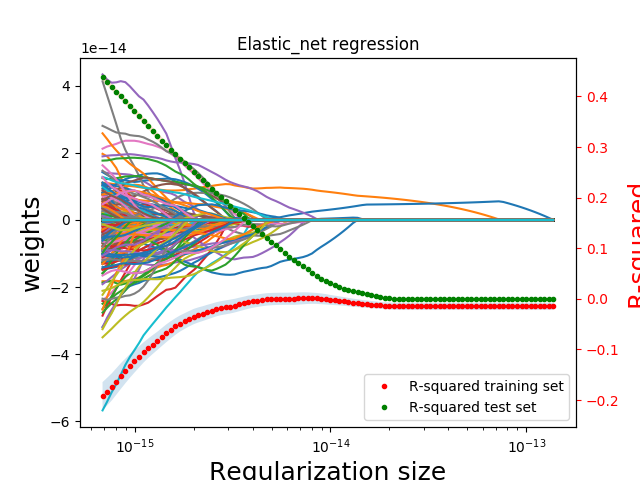 Elastic_net regression
1e−14
4
2
0
−2
−4
−6
weights
0.4
0.3
0.2
0.1
0.0
−0.1
−0.2
R-squared
R-squared training set
R-squared test set
10−15
10−14
10−13
Regularization size